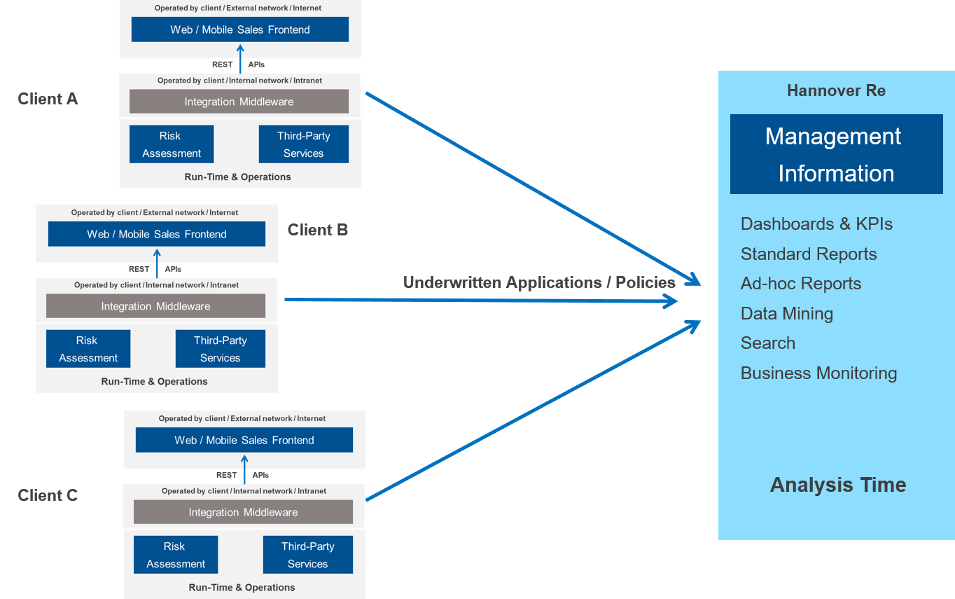 Operated by client / External network / Internet
Web / Mobile Sales Frontend
REST APIs
Operated by client / Internal network / Intranet
Client A
Integration Middleware
Risk
Assessment
Third-Party
Services
Run-Time & Operations
Operated by client / External network / Internet
Web / Mobile Sales Frontend
Client B
REST APIs
Operated by client / Internal network / Intranet
Integration Middleware
Risk
Assessment
Third-Party
Services
Run-Time & Operations
Operated by client / External network / Internet
Web / Mobile Sales Frontend
REST APIs
Operated by client / Internal network / Intranet
Client C
Integration Middleware
Risk
Assessment
Third-Party
Services
Run-Time & Operations
Underwritten Applications / Policies
Hannover Re
Management
Information
Dashboards & KPIs
Standard Reports
Ad-hoc Reports
Data Mining
Search
Business Monitoring
Analysis Time